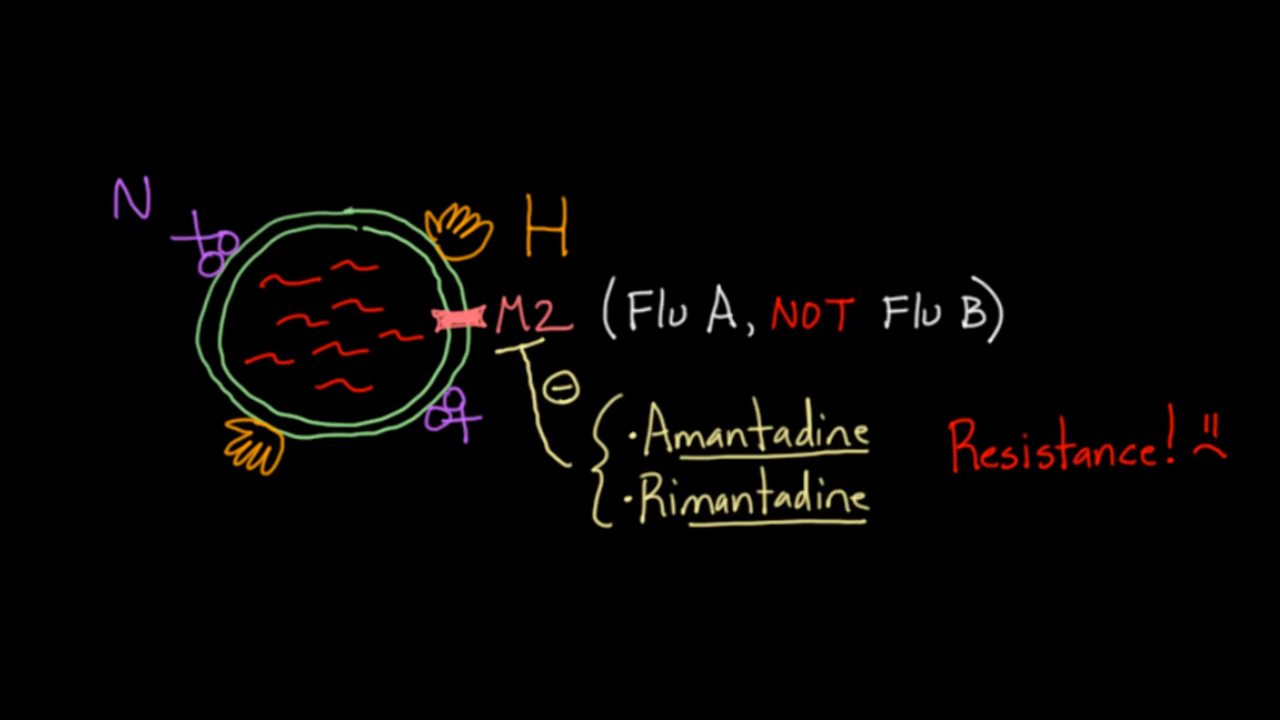 N
H
M2 (Flu A, NOT Flu B)
⊖
· Amantadine
· Rimantadine
Resistance! :(